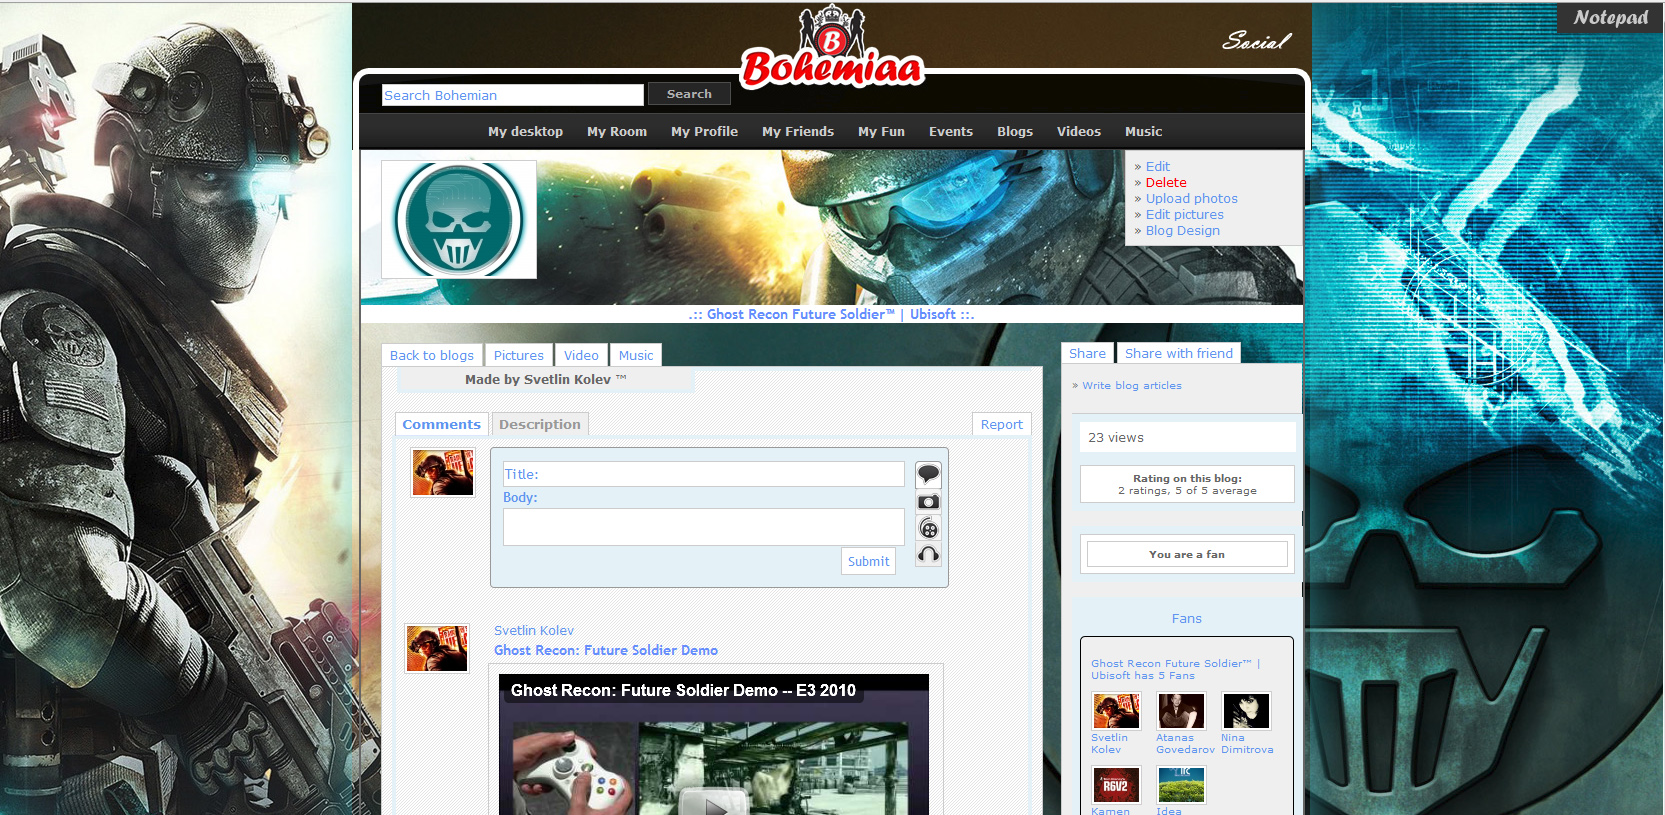 Notepad
Social
B
Bohemiaa
Search Bohemian
Search
My desktop My Room My Profile My Friends My Fun Events Blogs Videos Music
» Edit
» Delete
» Upload photos
» Edit pictures
» Blog Design
.:: Ghost Recon Future Soldier™ | Ubisoft ::.
Back to blogs Pictures Video Music
Made by Svetlin Kolev ™
Comments Description Report
Title:
Body:
Submit
Svetlin Kolev
Ghost Recon: Future Soldier Demo
Ghost Recon: Future Soldier Demo -- E3 2010
Share Share with friend
» Write blog articles
23 views
Rating on this blog:
2 ratings, 5 of 5 average
You are a fan
Fans
Ghost Recon Future Soldier™ |
Ubisoft has 5 Fans
Svetlin
Kolev
Atanas
Govedarov
Nina
Dimitrova
R6V2
Kamen
Idea